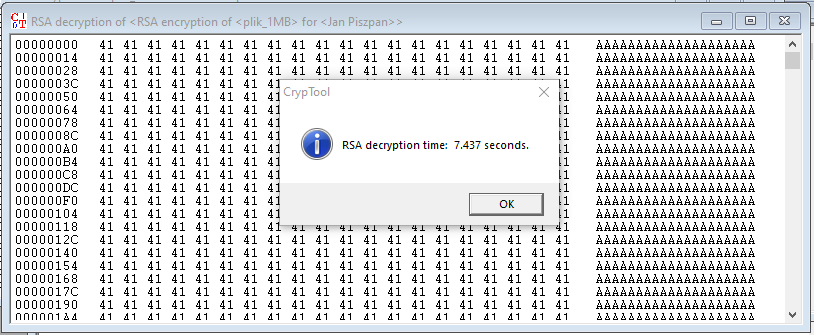 RSA decryption of <RSA encryption of <plik_1MB> for <Jan Piszpan>>
00000000 41 41 41 41 41 41 41 41 41 41 41 41 41 41 41 41 41 41 41 41 AAAAAAAAAAAAAAAAAAAA
00000014 41 41 41 41 41 41 41 41 41 41 41 41 41 41 41 41 41 41 41 41 AAAAAAAAAAAAAAAAAAAA
00000028 41 41 41 41 41 41 41 41 41 41 41 41 41 41 41 41 41 41 41 41 AAAAAAAAAAAAAAAAAAAA
0000003C 41 41 41 41 41 41 41 41 AAAAAAAAAAAAAAAAAAAA
00000050 41 41 41 41 41 41 41 41 AAAAAAAAAAAAAAAAAAAA
00000064 41 41 41 41 41 41 41 41 AAAAAAAAAAAAAAAAAAAA
00000078 41 41 41 41 41 41 41 41 AAAAAAAAAAAAAAAAAAAA
0000008C 41 41 41 41 41 41 41 41 AAAAAAAAAAAAAAAAAAAA
000000A0 41 41 41 41 41 41 41 41 AAAAAAAAAAAAAAAAAAAA
000000B4 41 41 41 41 41 41 41 41 AAAAAAAAAAAAAAAAAAAA
000000C8 41 41 41 41 41 41 41 41 AAAAAAAAAAAAAAAAAAAA
000000DC 41 41 41 41 41 41 41 41 AAAAAAAAAAAAAAAAAAAA
000000F0 41 41 41 41 41 41 41 41 AAAAAAAAAAAAAAAAAAAA
00000104 41 41 41 41 41 41 41 41 AAAAAAAAAAAAAAAAAAAA
00000118 41 41 41 41 41 41 41 41 AAAAAAAAAAAAAAAAAAAA
0000012C 41 41 41 41 41 41 41 41 41 41 41 41 41 41 41 41 41 41 41 41 AAAAAAAAAAAAAAAAAAAA
00000140 41 41 41 41 41 41 41 41 41 41 41 41 41 41 41 41 41 41 41 41 AAAAAAAAAAAAAAAAAAAA
00000154 41 41 41 41 41 41 41 41 41 41 41 41 41 41 41 41 41 41 41 41 AAAAAAAAAAAAAAAAAAAA
00000168 41 41 41 41 41 41 41 41 41 41 41 41 41 41 41 41 41 41 41 41 AAAAAAAAAAAAAAAAAAAA
0000017C 41 41 41 41 41 41 41 41 41 41 41 41 41 41 41 41 41 41 41 41 AAAAAAAAAAAAAAAAAAAA
00000190 41 41 41 41 41 41 41 41 41 41 41 41 41 41 41 41 41 41 41 41 AAAAAAAAAAAAAAAAAAAA
000001A4 41 41 41 41 41 41 41 41 41 41 41 41 41 41 41 41 41 41 41 41 AAAAAAAAAAAAAAAAAAAA
CrypTool
RSA decryption time: 7.437 seconds.
OK